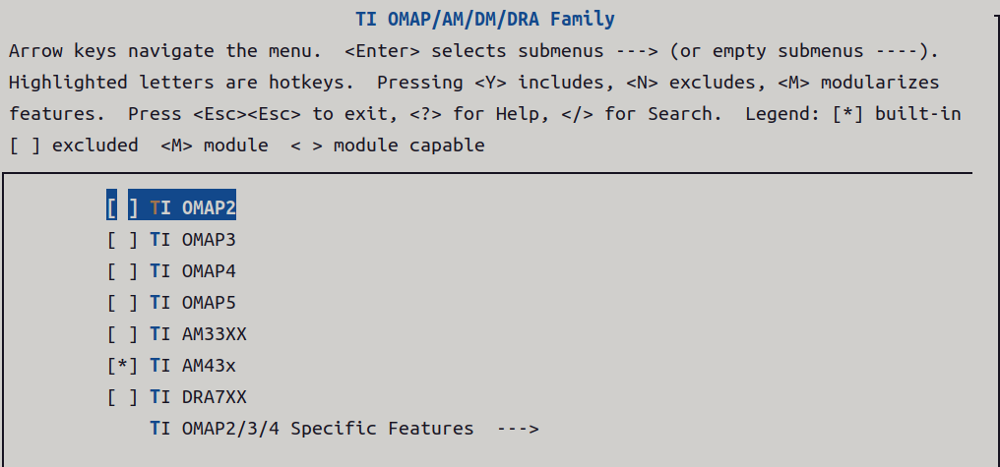 TI OMAP/AM/DM/DRA Family
Arrow keys navigate the menu.  <Enter> selects submenus ---> (or empty submenus ----).
Highlighted letters are hotkeys.  Pressing <Y> includes, <N> excludes, <M> modularizes
features.  Press <Esc><Esc> to exit, <?> for Help, </> for Search.  Legend: [*] built-in
[ ] excluded  <M> module  < > module capable
[ ] TI OMAP2
[ ] TI OMAP3
[ ] TI OMAP4
[ ] TI OMAP5
[ ] TI AM33XX
[*] TI AM43x
[ ] TI DRA7XX
TI OMAP2/3/4 Specific Features  --->